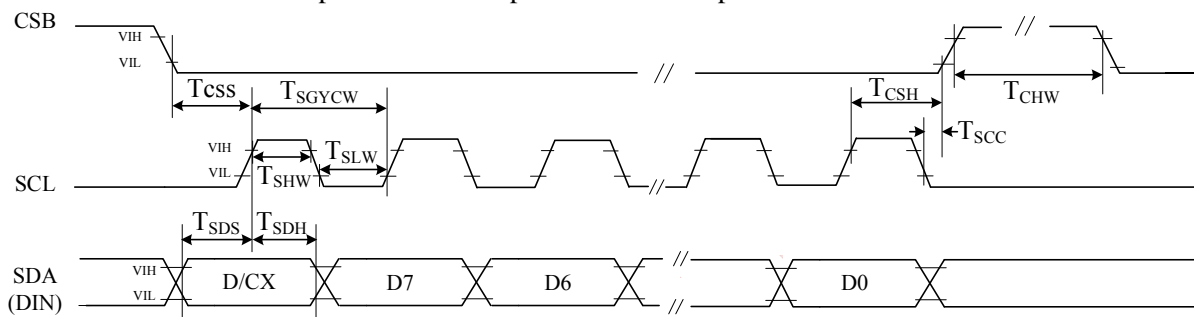 CSB
VIH
VIL
Tcss
TSGYCW
TCSH
TCHW
TSCC
VIH
VIL
TSHW
TSLW
SCL
TSDS
TSDH
SDA
(DIN)
VIH
VIL
D/CX
D7
D6
D0